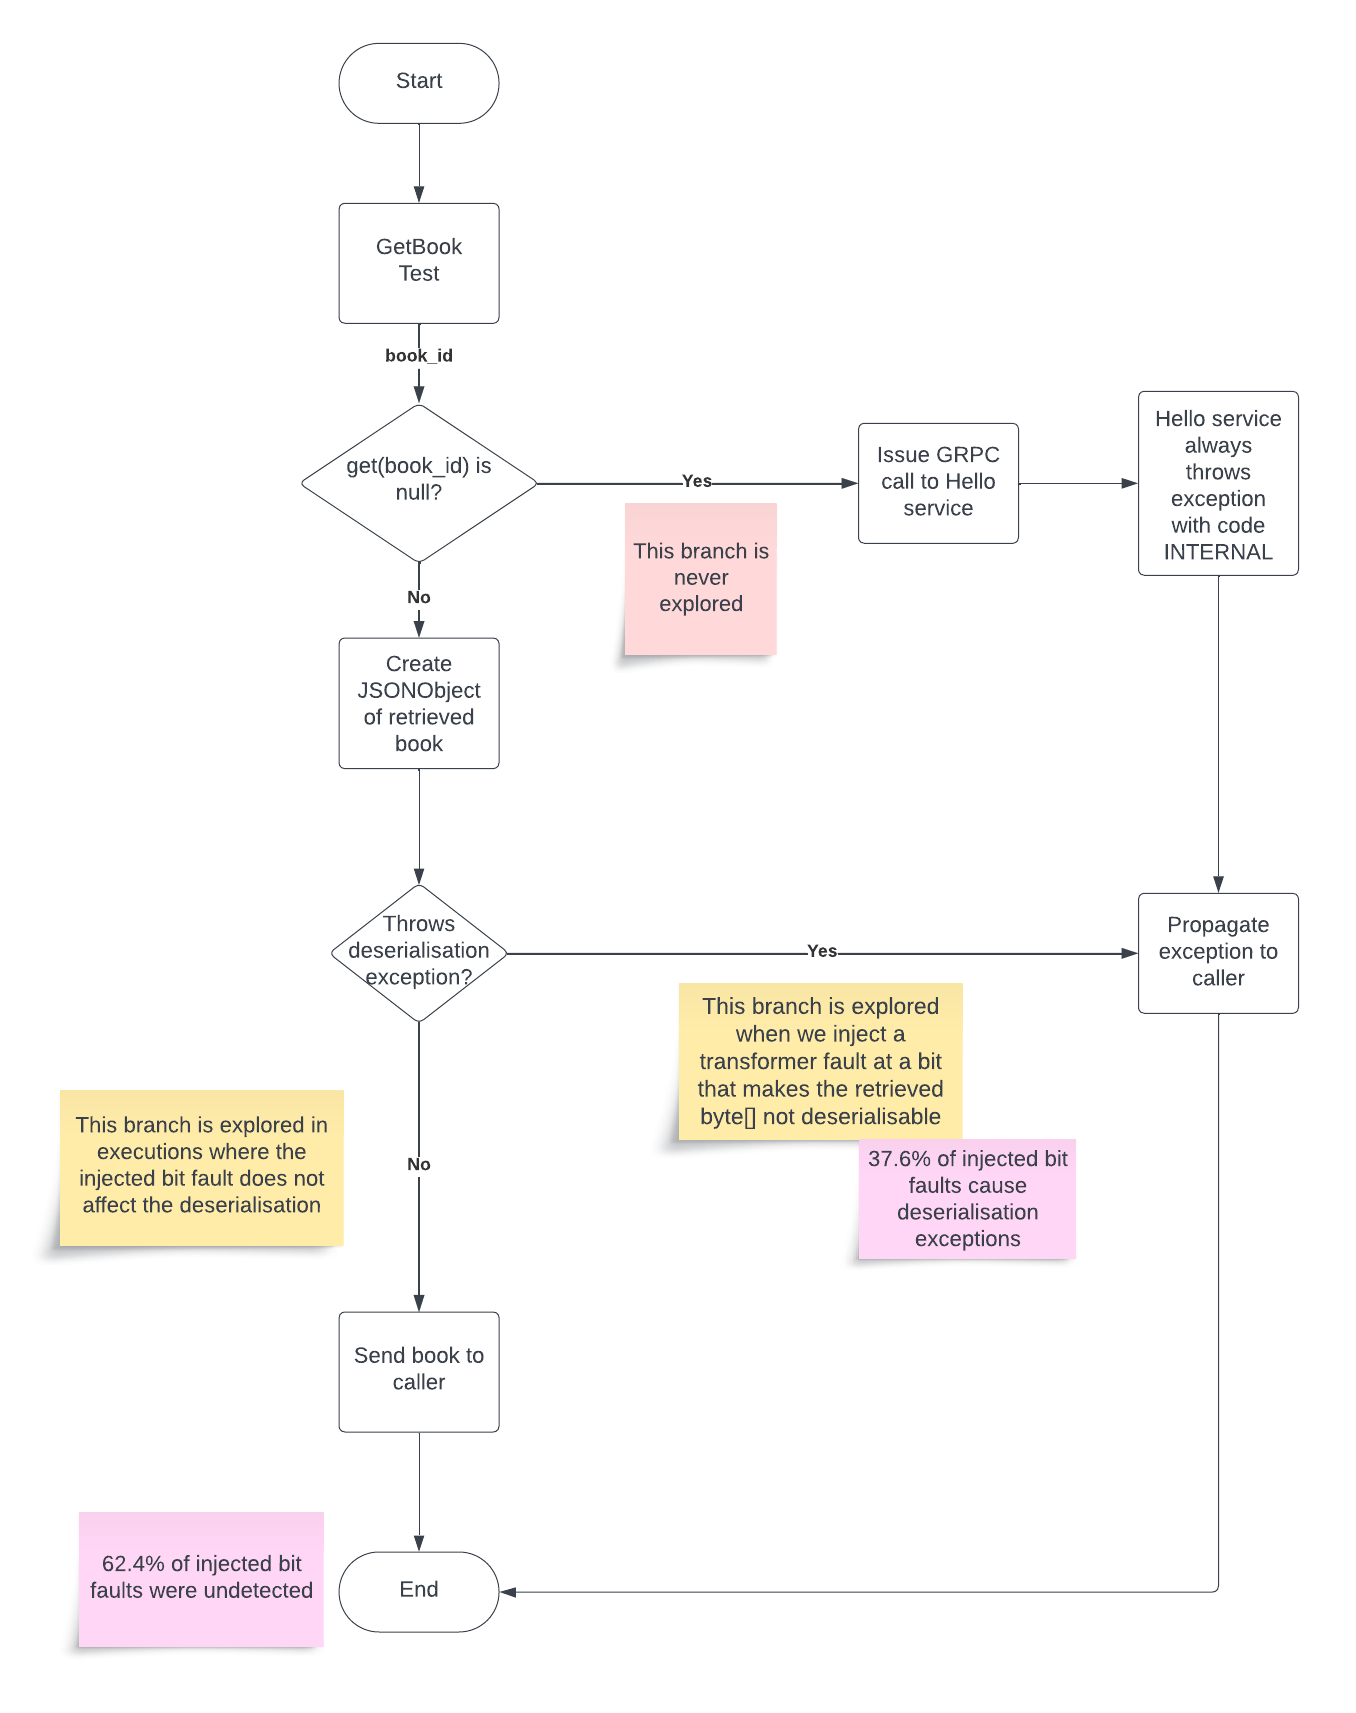 Start
GetBook
Test
book_id
get(book_id) is
null?
Yes
This branch is
never
explored
Issue GRPC
call to Hello
service
Hello service
always
throws
exception
with code
INTERNAL
No
Create
JSONObject
of retrieved
book
Throws
deserialisation
exception?
Yes
Propagate
exception to
caller
This branch is explored
when we inject a
transformer fault at a bit
that makes the retrieved
byte[] not deserialisable
37.6% of injected bit
faults cause
deserialisation
exceptions
This branch is explored in
executions where the
injected bit fault does not
affect the deserialisation
No
Send book to
caller
62.4% of injected bit
faults were undetected
End